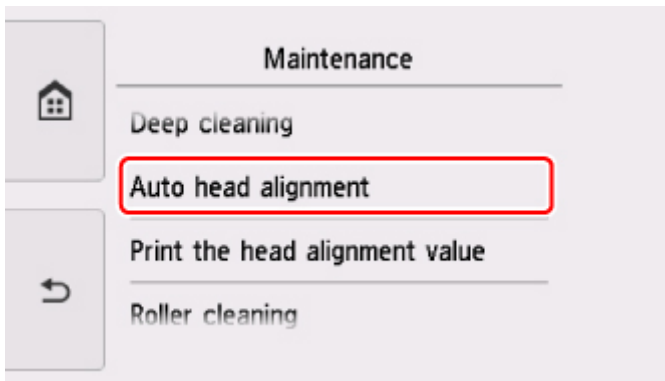 Maintenance
Deep cleaning
Auto head alignment
Print the head alignment value
Roller cleaning